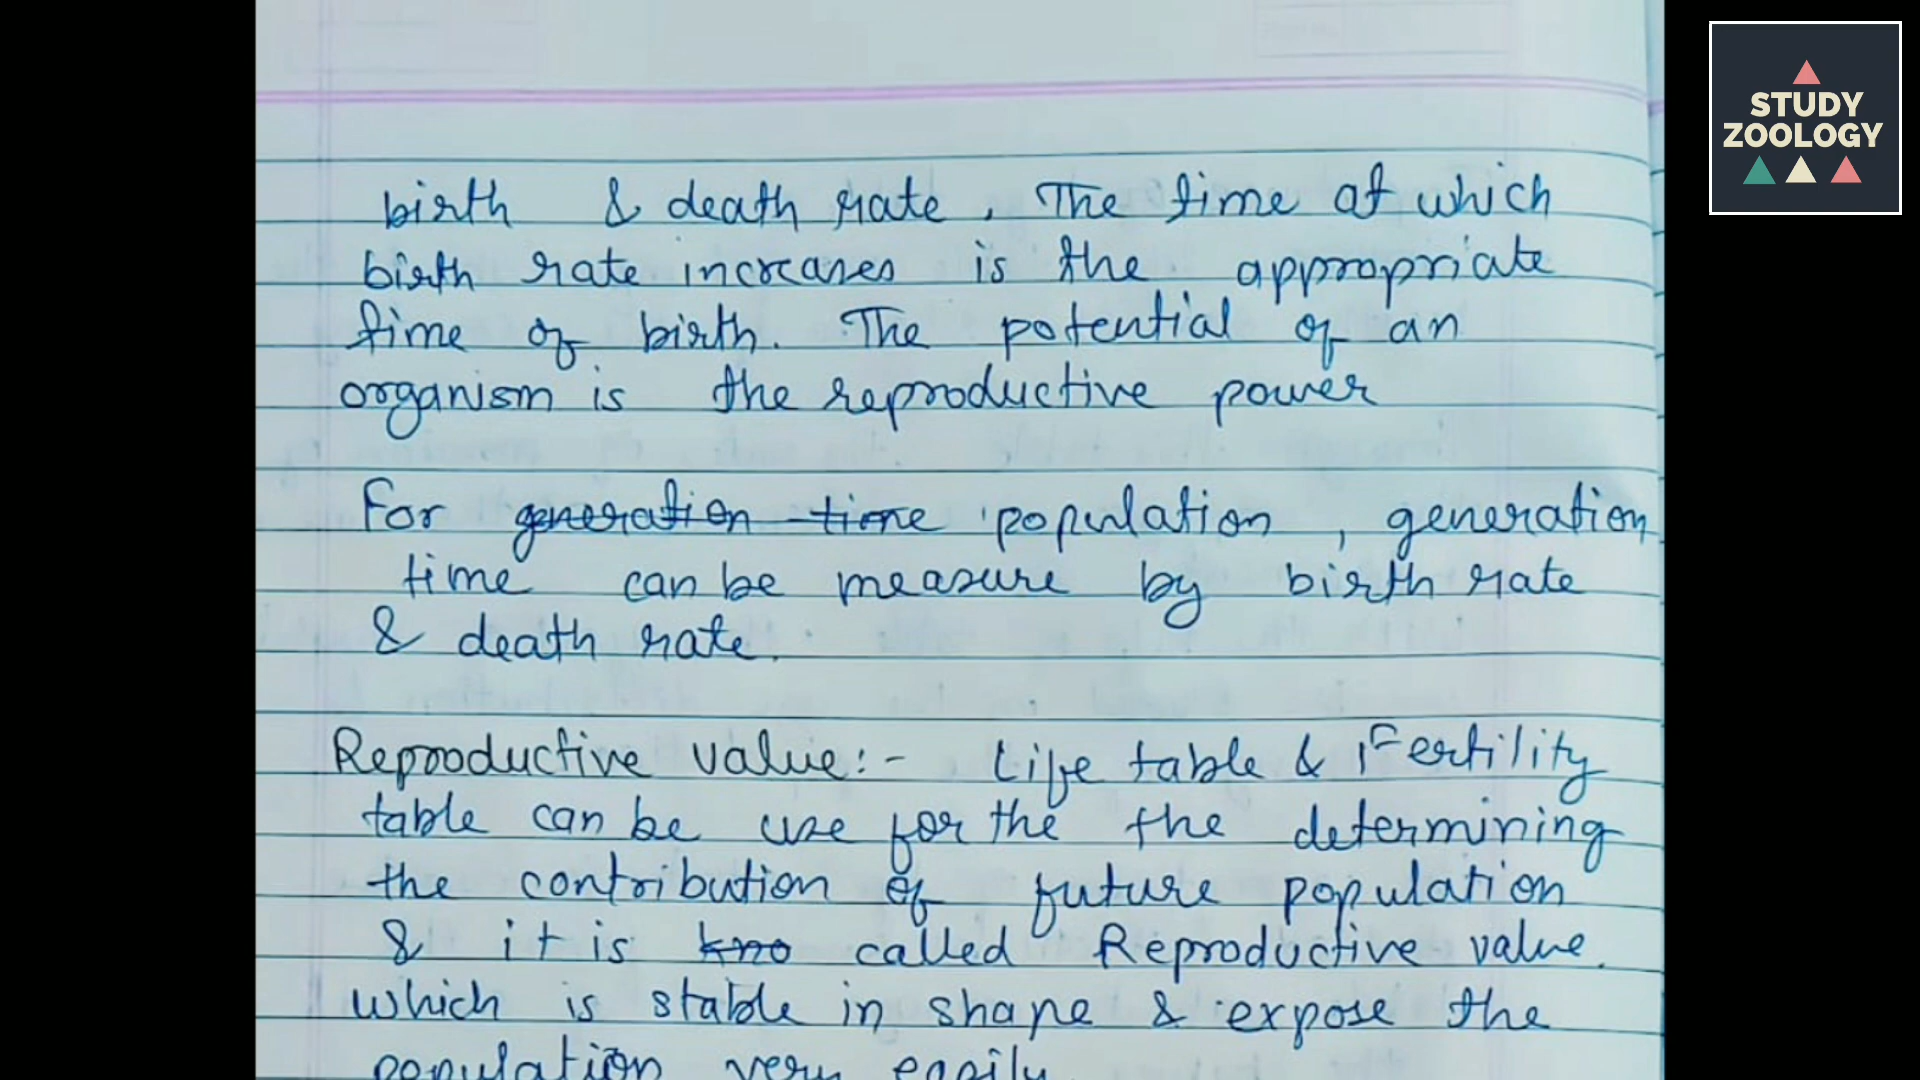 birth & death rate, The time at which
birth rate increases is the appropriate
time of birth. The potential of an
organism is the reproductive power
For generation time population, generation
time can be measure by birth rate
& death rate.
Reproductive value:- Life table & Fertility
table can be use for the the determining
the contribution of future population
& it is kno called Reproductive value.
which is stable in shape & expose the
population very easily.
STUDY
ZOOLOGY